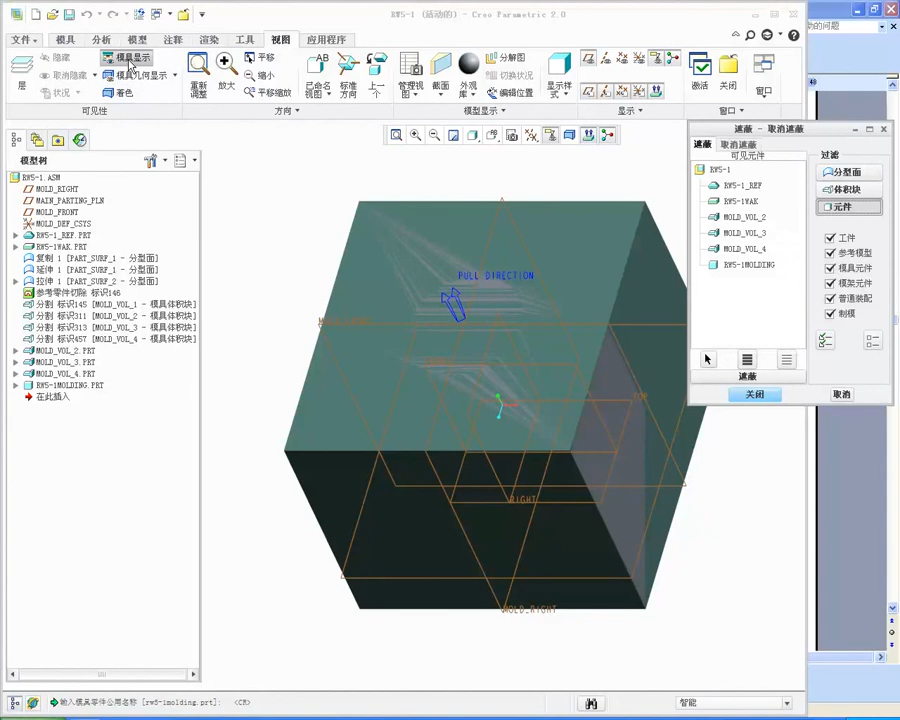 RW5-1 (活动的) - Creo Parametric 2.0
文件 模具 分析 模型 注释 渲染 工具 视图 应用程序
隐藏
取消隐藏
状况
层
模具显示
模具几何显示
着色
可见性
重新调整
放大
平移
缩小
平移缩放
已命名视图
标准方向
上一个
方向
管理视图
截面
外观库
分解图
切换状况
编辑位置
模型显示
显示样式
显示
激活
关闭
窗口
窗口
的问题
模型树
RW5-1.ASM
MOLD_RIGHT
MAIN_PARTING_PLN
MOLD_FRONT
MOLD_DEF_CSYS
RW5-1_REF.PRT
RW5-1WAK.PRT
复制 1 [PART_SURF_1 - 分型面]
延伸 1 [PART_SURF_1 - 分型面]
拉伸 1 [PART_SURF_2 - 分型面]
参考零件切除 标识146
分割 标识145 [MOLD_VOL_1 - 模具体积块]
分割 标识311 [MOLD_VOL_2 - 模具体积块]
分割 标识313 [MOLD_VOL_3 - 模具体积块]
分割 标识457 [MOLD_VOL_4 - 模具体积块]
MOLD_VOL_2.PRT
MOLD_VOL_3.PRT
MOLD_VOL_4.PRT
RW5-1MOLDING.PRT
在此插入
PULL DIRECTION
RIGHT
MOLD_RIGHT
遮蔽 - 取消遮蔽
遮蔽 取消遮蔽
可见元件
RW5-1
RW5-1_REF
RW5-1WAK
MOLD_VOL_2
MOLD_VOL_3
MOLD_VOL_4
RW5-1MOLDING
过滤
分型面
体积块
元件
工件
参考模型
模具元件
模架元件
普通装配
制模
遮蔽
关闭 取消
输入模具零件公用名称 [rw5-1molding.prt]: <CR>
智能